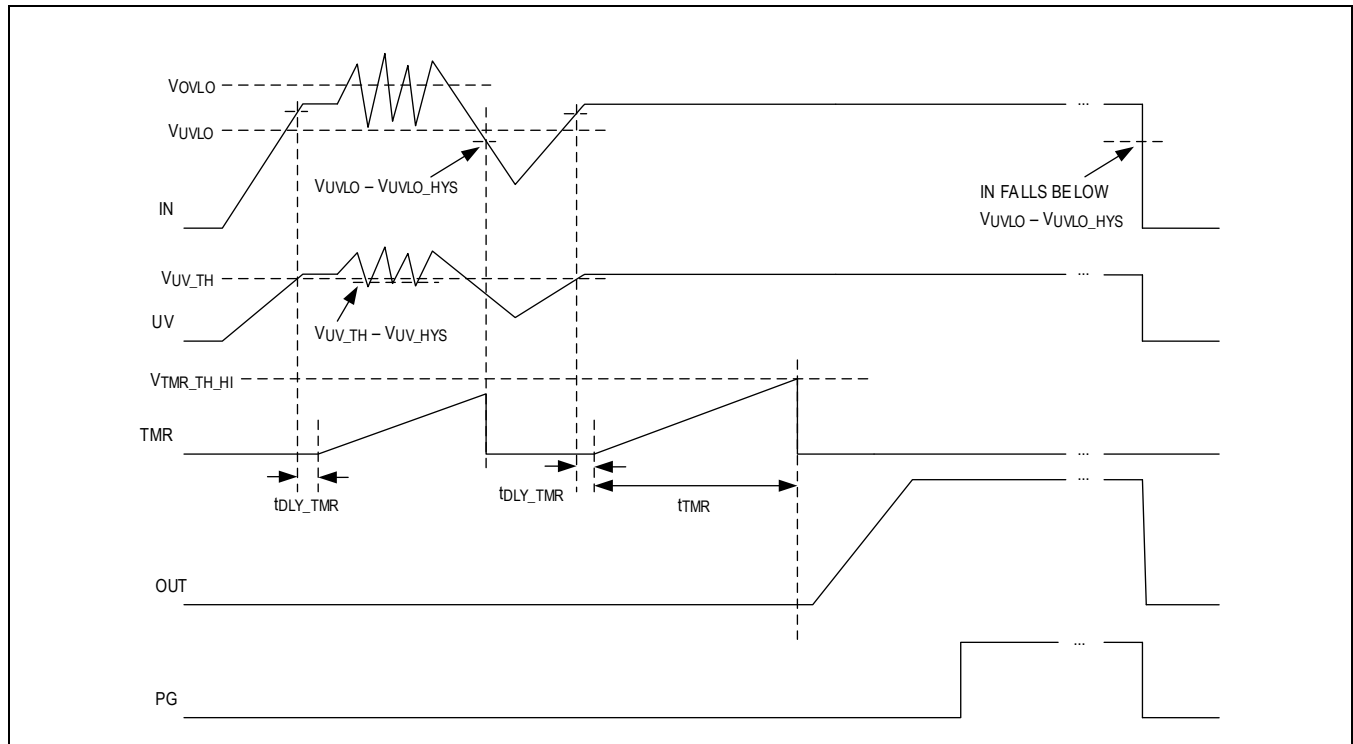 VOVLO
VUVLO
VUVLO – VUVLO_HYS
IN FALLS BELOW
VUVLO – VUVLO_HYS
IN
...
VUV_TH
UV
VUV_TH – VUV_HYS
...
VTMR_TH_HI
TMR
...
tDLY_TMR
tDLY_TMR
tTMR
...
OUT
...
PG